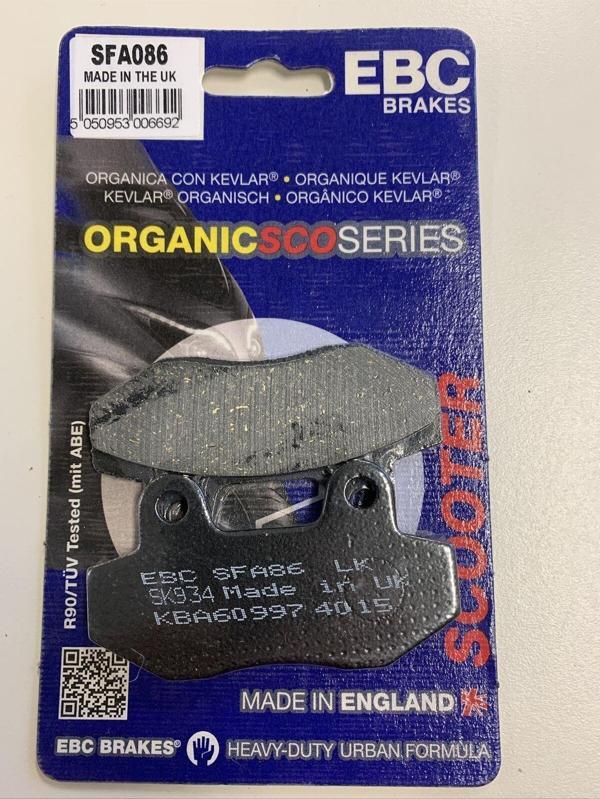 SFA086
MADE IN THE UK
5 050953 006692
EBC
BRAKES
ORGANICA CON KEVLAR® • ORGANIQUE KEVLAR®
KEVLAR® ORGANISCH • ORGÂNICO KEVLAR®
ORGANICSCOSERIES
SCOOTER
R90/TÜV Tested (mit ABE)
EBC SFA86 LK
SK934 Made in UK
KBA60997 4015
MADE IN ENGLAND
EBC BRAKES® HEAVY-DUTY URBAN FORMULA